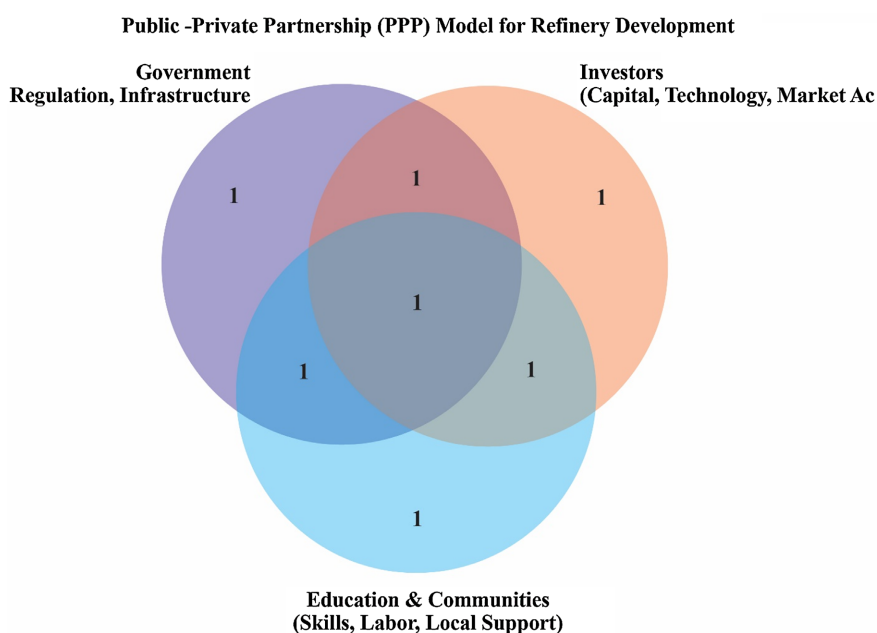 Public -Private Partnership (PPP) Model for Refinery Development
Government
Regulation, Infrastructure
Investors
(Capital, Technology, Market Ac
1
1
1
1
1
1
1
Education & Communities
(Skills, Labor, Local Support)